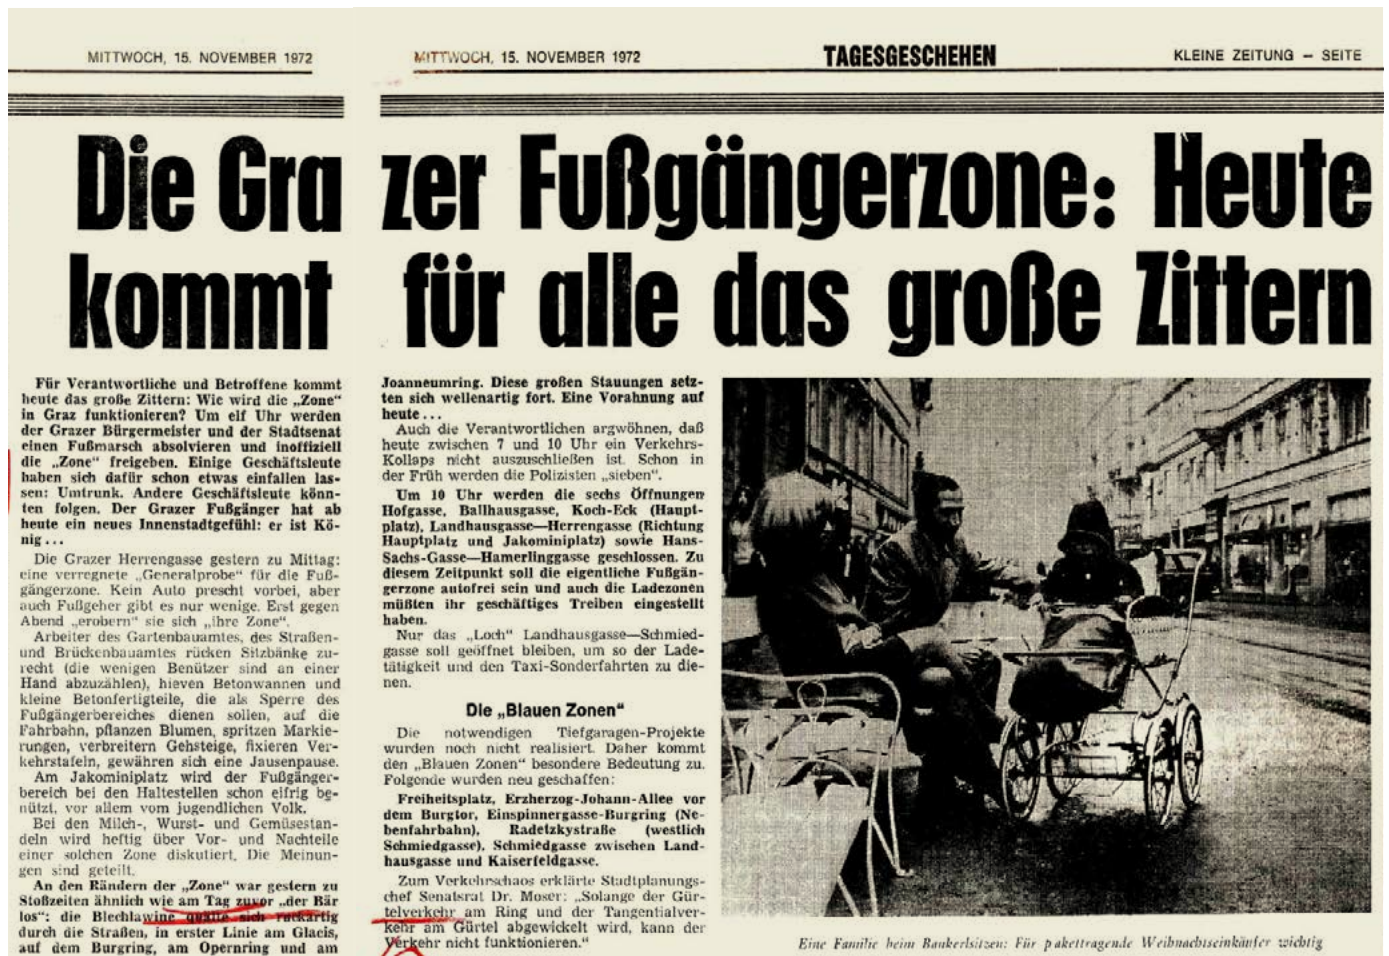 MITTWOCH, 15. NOVEMBER 1972
MITTWOCH, 15. NOVEMBER 1972
TAGESGESCHEHEN
KLEINE ZEITUNG – SEITE
Die Gra zer Fußgängerzone: Heute
kommt für alle das große Zittern
Für Verantwortliche und Betroffene kommt
heute das große Zittern: Wie wird die „Zone“
in Graz funktionieren? Um elf Uhr werden
der Grazer Bürgermeister und der Stadtsenat
einen Fußmarsch absolvieren und inoffiziell
die „Zone“ freigeben. Einige Geschäftsleute
haben sich dafür schon etwas einfallen las-
sen: Umtrunk. Andere Geschäftsleute könn-
ten folgen. Der Grazer Fußgänger hat ab
heute ein neues Innenstadtgefühl: er ist Kö-
nig...
Die Grazer Herrengasse gestern zu Mittag:
eine verregnete „Generalprobe“ für die Fuß-
gängerzone. Kein Auto prescht vorbei, aber
auch Fußgeher gibt es nur wenige. Erst gegen
Abend „erobern“ sie sich „ihre Zone“.
Arbeiter des Gartenbauamtes, des Straßen-
und Brückenbauamtes rücken Sitzbänke zu-
recht (die wenigen Benützer sind an einer
Hand abzuzählen), hieven Betonwannen und
kleine Betonfertigteile, die als Sperre des
Fußgängerbereiches dienen sollen, auf die
Fahrbahn, pflanzen Blumen, spritzen Markie-
rungen, verbreitern Gehsteige, fixieren Ver-
kehrstafeln, gewähren sich eine Jausenpause.
Am Jakominiplatz wird der Fußgänger-
bereich bei den Haltestellen schon eifrig be-
nützt, vor allem vom jugendlichen Volk.
Bei den Milch-, Wurst- und Gemüsestan-
deln wird heftig über Vor- und Nachteile
einer solchen Zone diskutiert. Die Meinun-
gen sind geteilt.
An den Rändern der „Zone“ war gestern zu
Stoßzeiten ähnlich wie am Tag zuvor „der Bär
los“: die Blechlawine quälte sich ruckartig
durch die Straßen, in erster Linie am Glacis,
auf dem Burgring, am Opernring und am
Joanneumring. Diese großen Stauungen setz-
ten sich wellenartig fort. Eine Vorahnung auf
heute...
Auch die Verantwortlichen argwöhnen, daß
heute zwischen 7 und 10 Uhr ein Verkehrs-
Kollaps nicht auszuschließen ist. Schon in
der Früh werden die Polizisten „sieben“.
Um 10 Uhr werden die sechs Öffnungen
Hofgasse, Ballhausgasse, Koch-Eck (Haupt-
platz), Landhausgasse—Herrengasse (Richtung
Hauptplatz und Jakominiplatz) sowie Hans-
Sachs-Gasse—Hamerlinggasse geschlossen. Zu
diesem Zeitpunkt soll die eigentliche Fußgän-
gerzone autofrei sein und auch die Ladezonen
müßten ihr geschäftiges Treiben eingestellt
haben.
Nur das „Loch“ Landhausgasse—Schmied-
gasse soll geöffnet bleiben, um so der Lade-
tätigkeit und den Taxi-Sonderfahrten zu die-
nen.
Die „Blauen Zonen“
Die notwendigen Tiefgaragen-Projekte
wurden noch nicht realisiert. Daher kommt
den „Blauen Zonen“ besondere Bedeutung zu.
Folgende wurden neu geschaffen:
Freiheitsplatz, Erzherzog-Johann-Allee vor
dem Burgtor, Einspinnergasse-Burgring (Ne-
benfahrbahn), Radetzkystraße (westlich
Schmiedgasse), Schmiedgasse zwischen Land-
hausgasse und Kaiserfeldgasse.
Zum Verkehrschaos erklärte Stadtplanungs-
chef Senatsrat Dr. Moser: „Solange der Gür-
telverkehr am Ring und der Tangentialver-
kehr am Gürtel abgewickelt wird, kann der
Verkehr nicht funktionieren.“
Eine Familie beim Bankerlsitzen: Für pakettragende Weihnachtseinkäufer wichtig